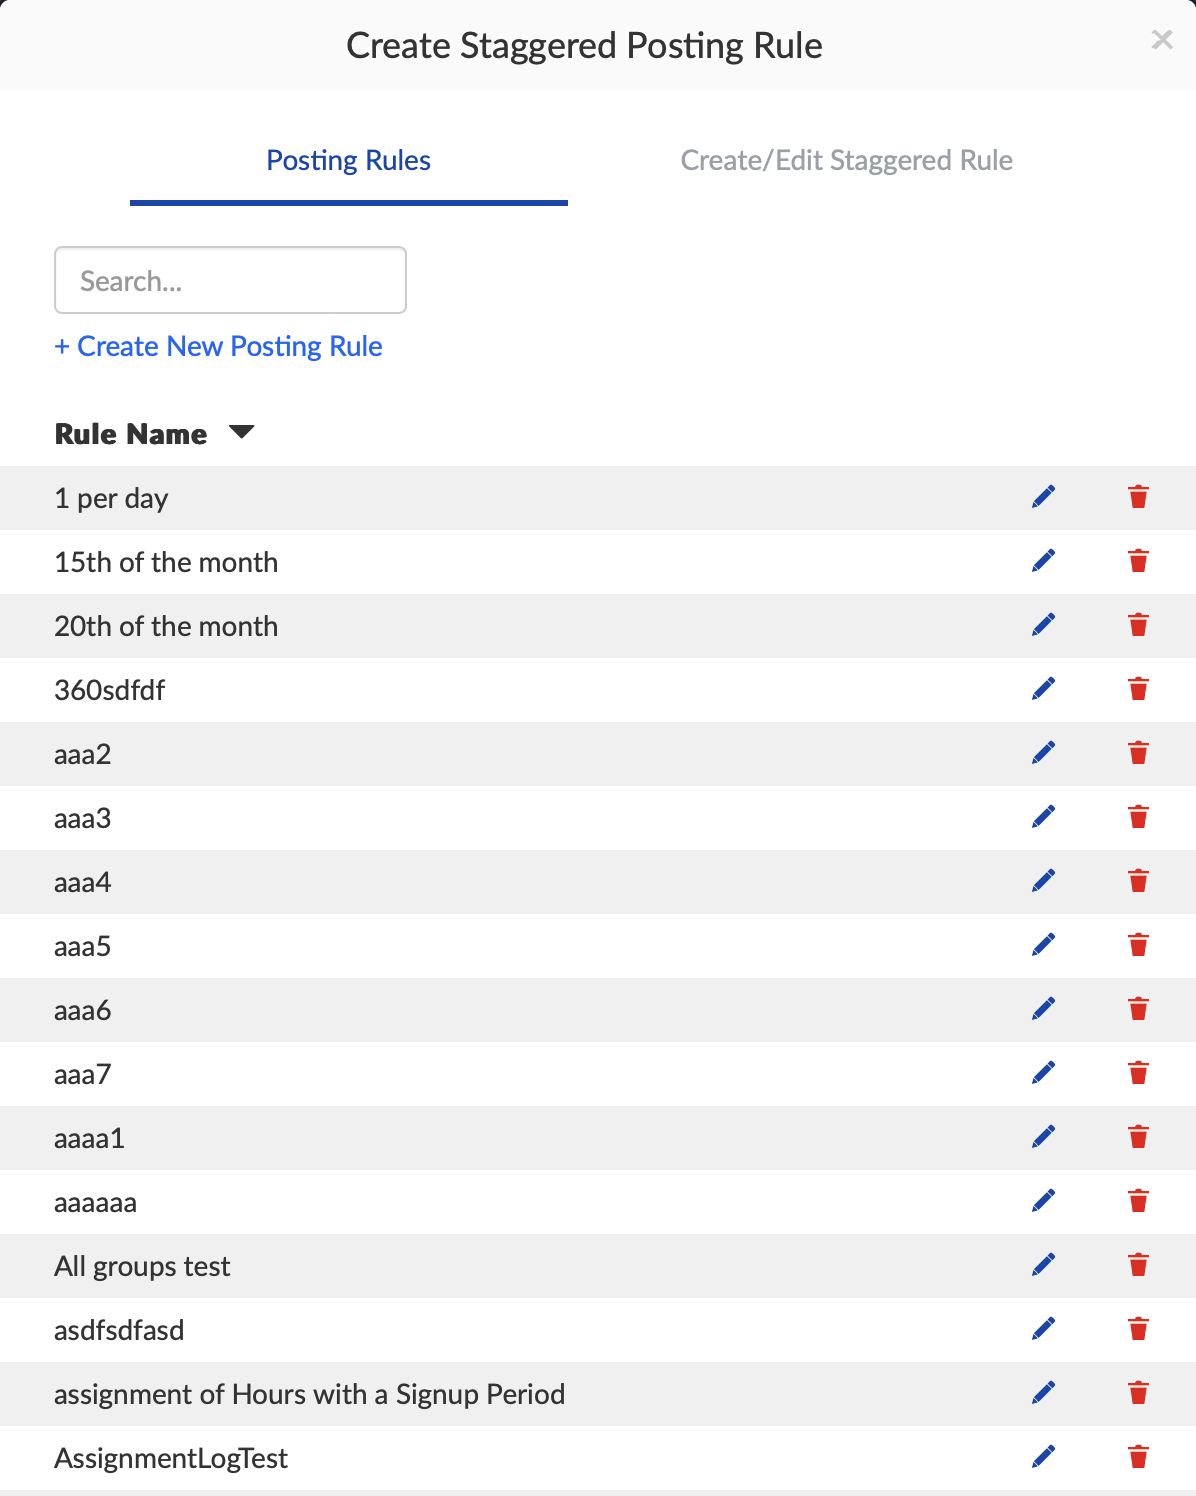 Create Staggered Posting Rule
×
Posting Rules
Create/Edit Staggered Rule
Search...
+ Create New Posting Rule
Rule Name
1 per day
15th of the month
20th of the month
360sdfdf
aaa2
aaa3
aaa4
aaa5
aaa6
aaa7
aaaa1
aaaaaa
All groups test
asdfsdfasd
assignment of Hours with a Signup Period
AssignmentLogTest